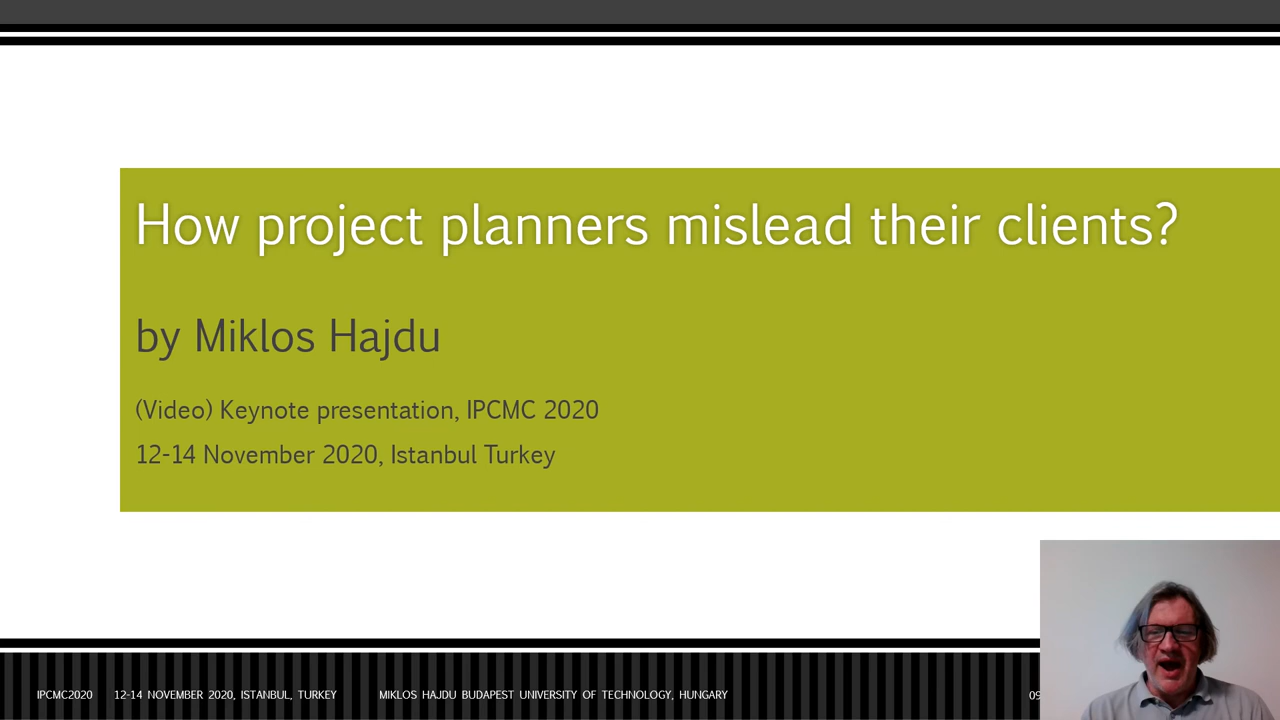 How project planners mislead their clients?
by Miklos Hajdu
(Video) Keynote presentation, IPCMC 2020
12-14 November 2020, Istanbul Turkey
IPCMC2020 12-14 NOVEMBER 2020, ISTANBUL, TURKEY MIKLOS HAJDU BUDAPEST UNIVERSITY OF TECHNOLOGY, HUNGARY